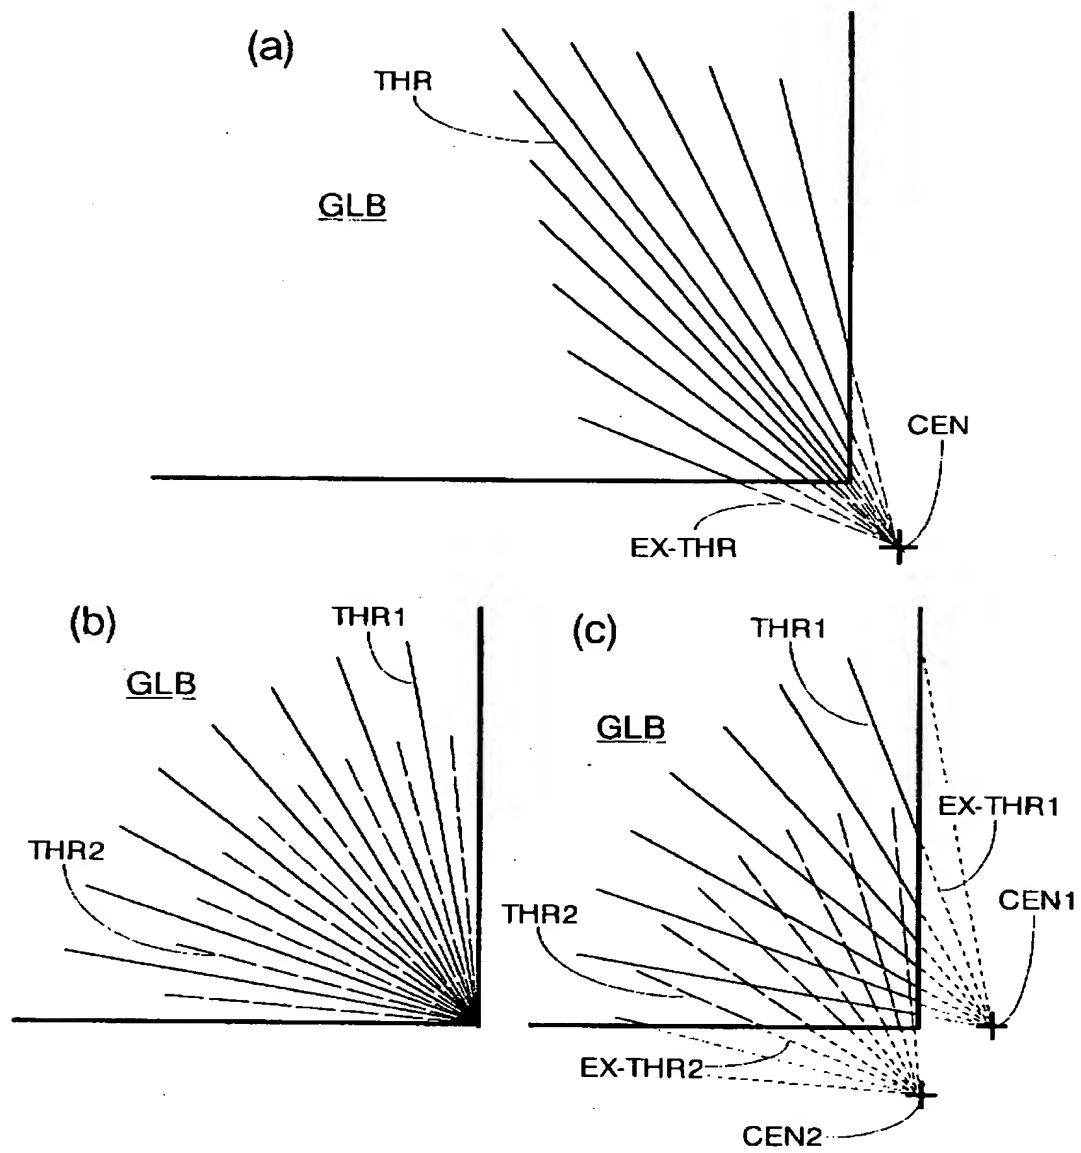 (a)
THR
GLB
CEN
EX-THR
(b)
THR1
GLB
THR2
(c)
THR1
GLB
EX-THR1
CEN1
THR2
EX-THR2
CEN2